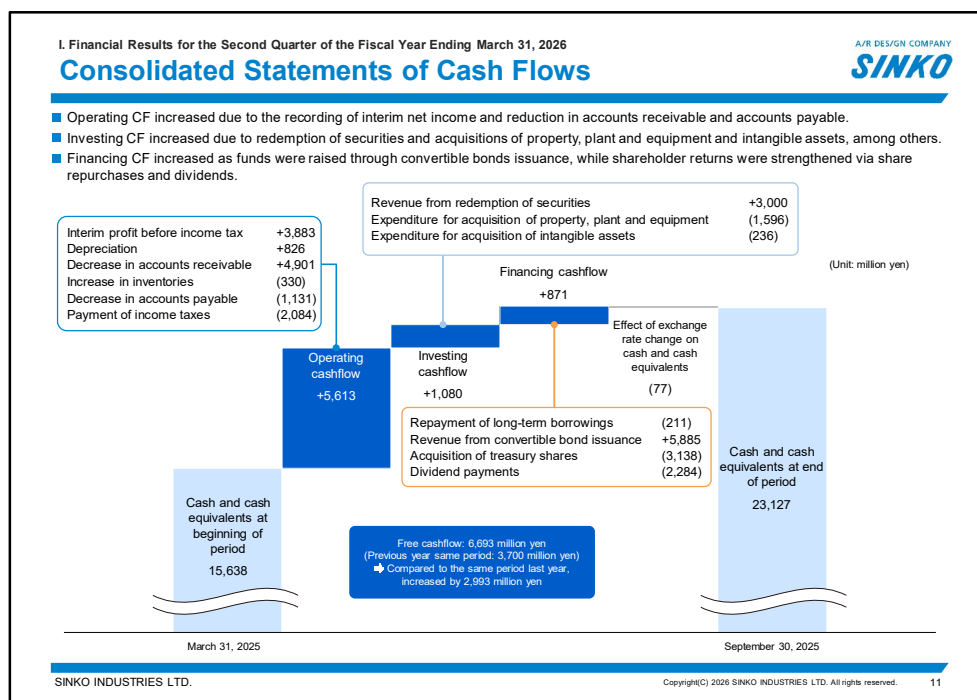 I. Financial Results for the Second Quarter of the Fiscal Year Ending March 31, 2026
Consolidated Statements of Cash Flows
A/R DES/GN COMPANY
SINKO
Operating CF increased due to the recording of interim net income and reduction in accounts receivable and accounts payable.
Investing CF increased due to redemption of securities and acquisitions of property, plant and equipment and intangible assets, among others.
Financing CF increased as funds were raised through convertible bonds issuance, while shareholder returns were strengthened via share
repurchases and dividends.
Revenue from redemption of securities +3,000
Expenditure for acquisition of property, plant and equipment (1,596)
Expenditure for acquisition of intangible assets (236)
Interim profit before income tax +3,883
Depreciation +826
Decrease in accounts receivable +4,901
Increase in inventories (330)
Decrease in accounts payable (1,131)
Payment of income taxes (2,084)
(Unit: million yen)
Financing cashflow
+871
Effect of exchange
rate change on
cash and cash
equivalents
(77)
Operating
cashflow
+5,613
Investing
cashflow
+1,080
Repayment of long-term borrowings (211)
Revenue from convertible bond issuance +5,885
Acquisition of treasury shares (3,138)
Dividend payments (2,284)
Cash and cash
equivalents at end
of period
23,127
Cash and cash
equivalents at
beginning of
period
15,638
Free cashflow: 6,693 million yen
(Previous year same period: 3,700 million yen)
Compared to the same period last year,
increased by 2,993 million yen
March 31, 2025
September 30, 2025
SINKO INDUSTRIES LTD.
Copyright(C) 2026 SINKO INDUSTRIES LTD. All rights reserved.
11